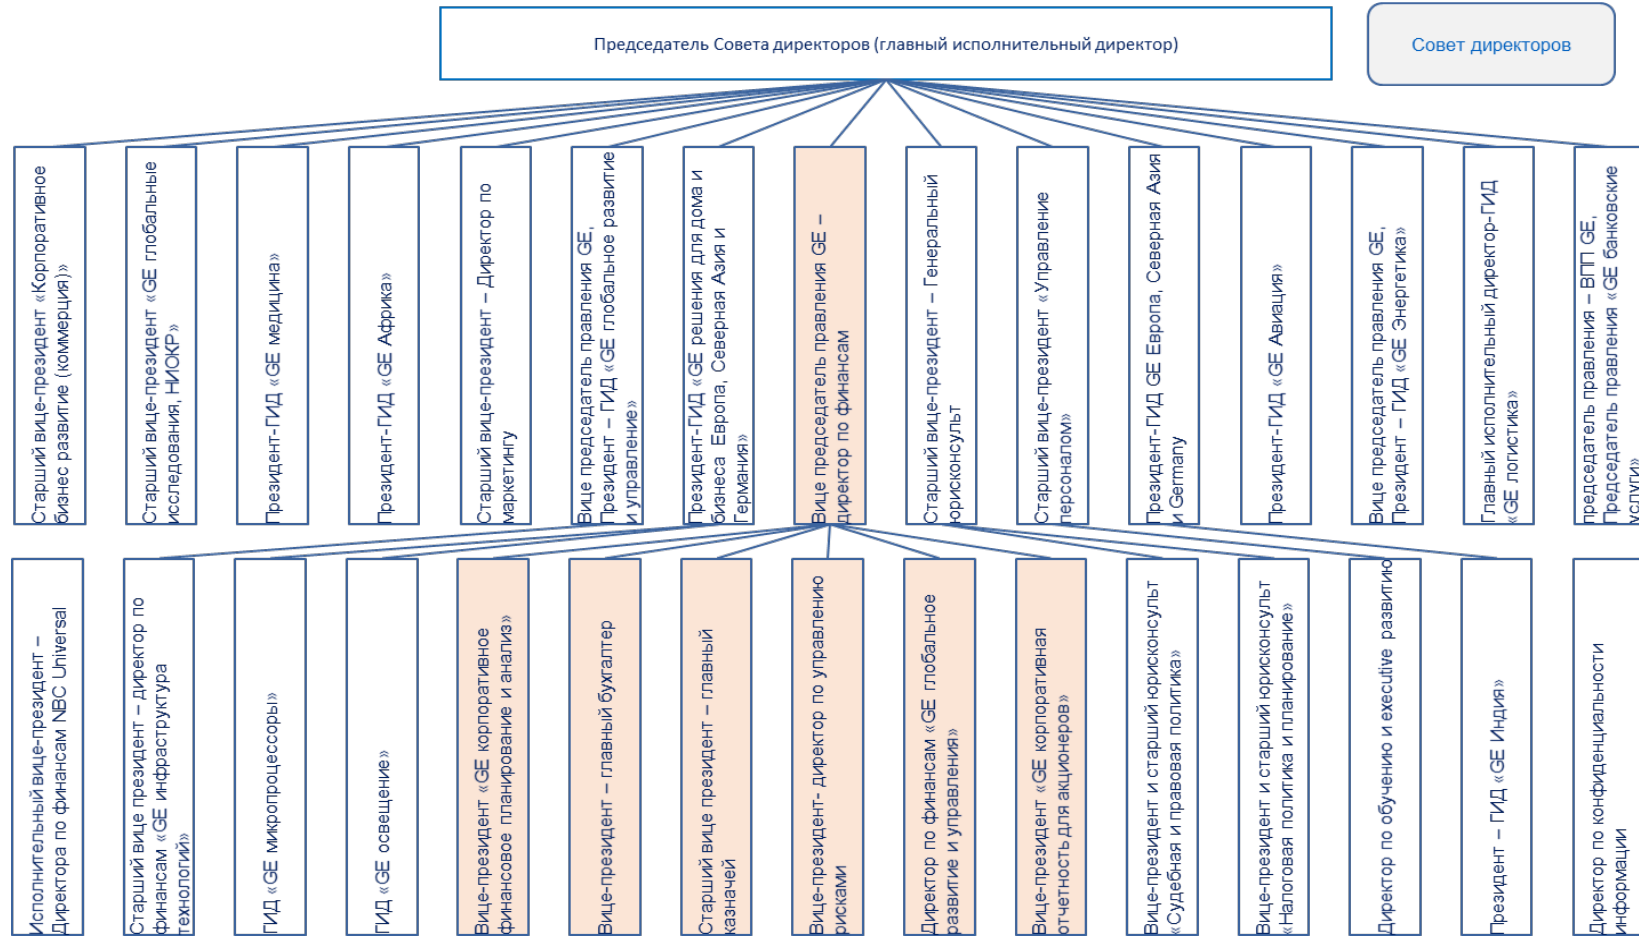 Председатель Совета директоров (главный исполнительный директор)
Совет директоров
Старший вице-президент «Корпоративное
бизнес развитие (коммерция)»
Старший вице-президент «GE глобальные
исследования, НИОКР»
Президент-ГИД «GE медицина»
Президент-ГИД «GE Африка»
Старший вице-президент – Директор по
маркетингу
Вице председатель правления GE,
Президент – ГИД «GE глобальное развитие
и управление»
Президент-ГИД «GE решения для дома и
бизнеса Европа, Северная Азия и
Германия»
Вице председатель правления GE –
директор по финансам
Старший вице-президент – Генеральный
юрисконсульт
Старший вице-президент «Управление
персоналом»
Президент-ГИД GE Европа, Северная Азия
и Germany
Президент-ГИД «GE Авиация»
Вице председатель правления GE,
Президент – ГИД «GE Энергетика»
Главный исполнительный директор-ГИД
«GE логистика»
председатель правления – ВПП GE,
Председатель правления «GE банковские
услуги»
Исполнительный вице-президент –
Директора по финансам NBC Universal
Старший вице президент – директор по
финансам «GE инфраструктура
технологий»
ГИД «GE микропроцессоры»
ГИД «GE освещение»
Вице-президент «GE корпоративное
финансовое планирование и анализ»
Вице-президент – главный бухгалтер
Старший вице президент – главный
казначей
Вице-президент- директор по управлению
рисками
Директор по финансам «GE глобальное
развитие и управления»
Вице-президент «GE корпоративная
отчетность для акционеров»
Вице-президент и старший юрисконсульт
«Судебная и правовая политика»
Вице-президент и старший юрисконсульт
«Налоговая политика и планирование»
Директор по обучению и executive развитию
Президент – ГИД «GE Индия»
Директор по конфиденциальности
информации